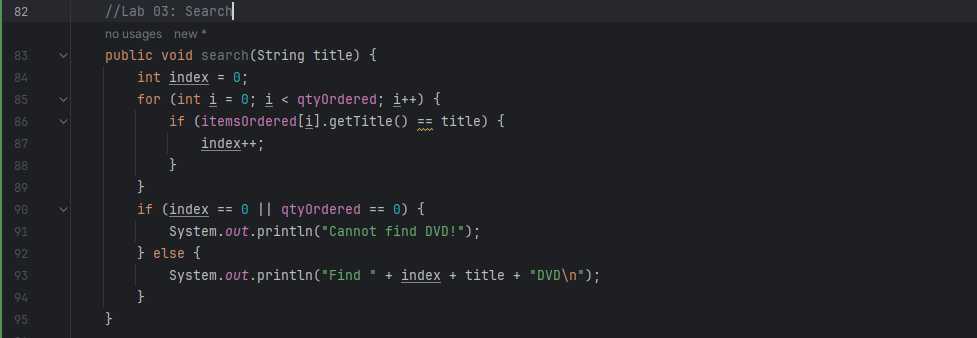 82 //Lab 03: Search
no usages new *
83 public void search(String title) {
84 int index = 0;
85 for (int i = 0; i < qtyOrdered; i++) {
86 if (itemsOrdered[i].getTitle() == title) {
87 index++;
88 }
89 }
90 if (index == 0 || qtyOrdered == 0) {
91 System.out.println("Cannot find DVD!");
92 } else {
93 System.out.println("Find " + index + title + "DVD\n");
94 }
95 }